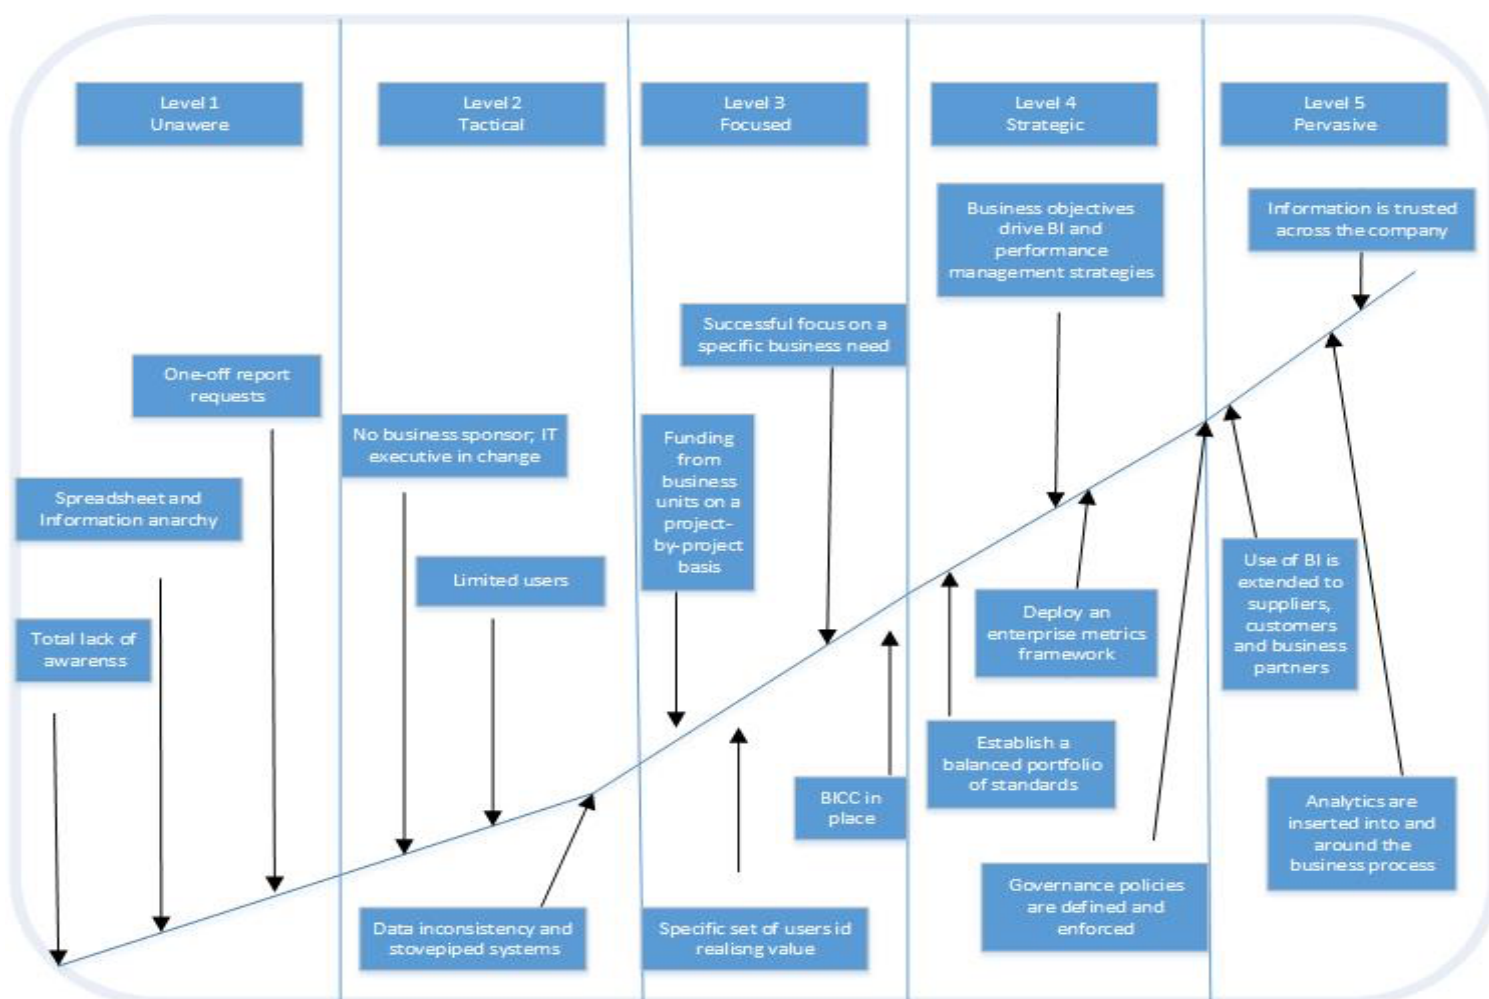 Level 1
Unawere
Level 2
Tactical
Level 3
Focused
Level 4
Strategic
Level 5
Pervasive
One-off report
requests
Spreadsheet and
Information anarchy
Total lack of
awarenss
No business sponsor; IT
executive in change
Limited users
Data inconsistency and
stovepiped systems
Successful focus on a
specific business need
Funding
from
business
units on a
project-
by-project
basis
BICC in
place
Specific set of users id
realisng value
Business objectives
drive BI and
performance
management strategies
Deploy an
enterprise metrics
framework
Establish a
balanced portfolio
of standards
Governance policies
are defined and
enforced
Information is trusted
across the company
Use of BI is
extended to
suppliers,
customers
and business
partners
Analytics are
inserted into and
around the
business process